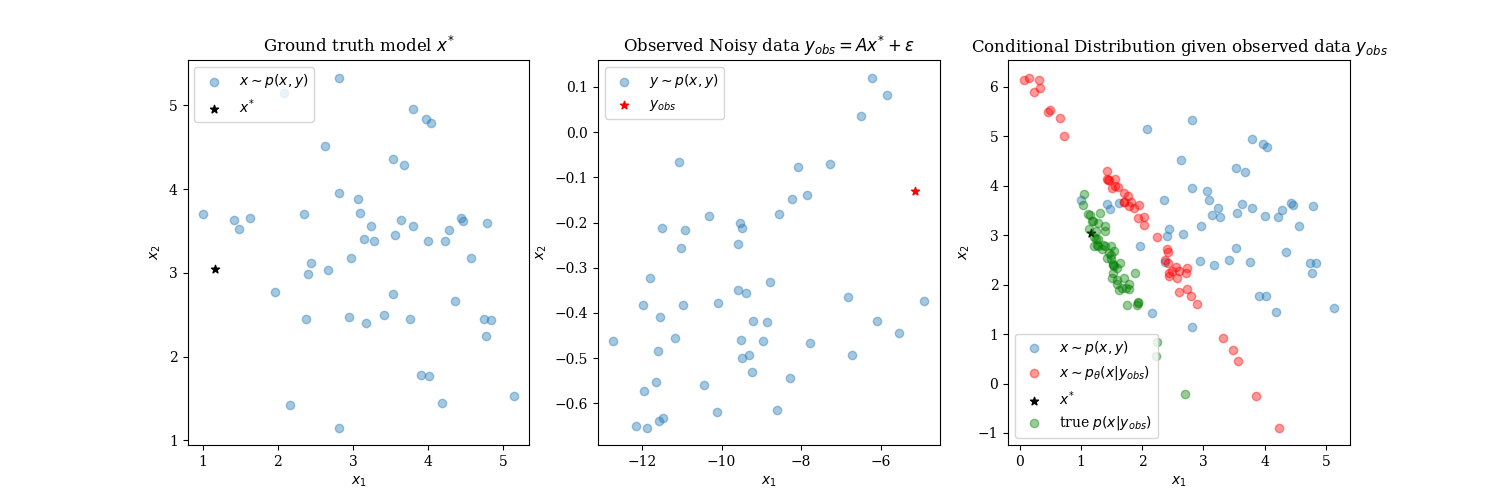 Ground truth model x*
x ~ p(x, y)
x*
5
4
3
2
1
x₂
1 2 3 4 5
x₁
Observed Noisy data y_obs = Ax* + ε
y ~ p(x, y)
y_obs
0.1
0.0
−0.1
−0.2
−0.3
−0.4
−0.5
−0.6
x₂
−12 −10 −8 −6
x₁
Conditional Distribution given observed data y_obs
6
5
4
3
2
1
0
−1
x₂
x ~ p(x, y)
x ~ p_θ(x|y_obs)
x*
true p(x|y_obs)
0 1 2 3 4 5
x₁